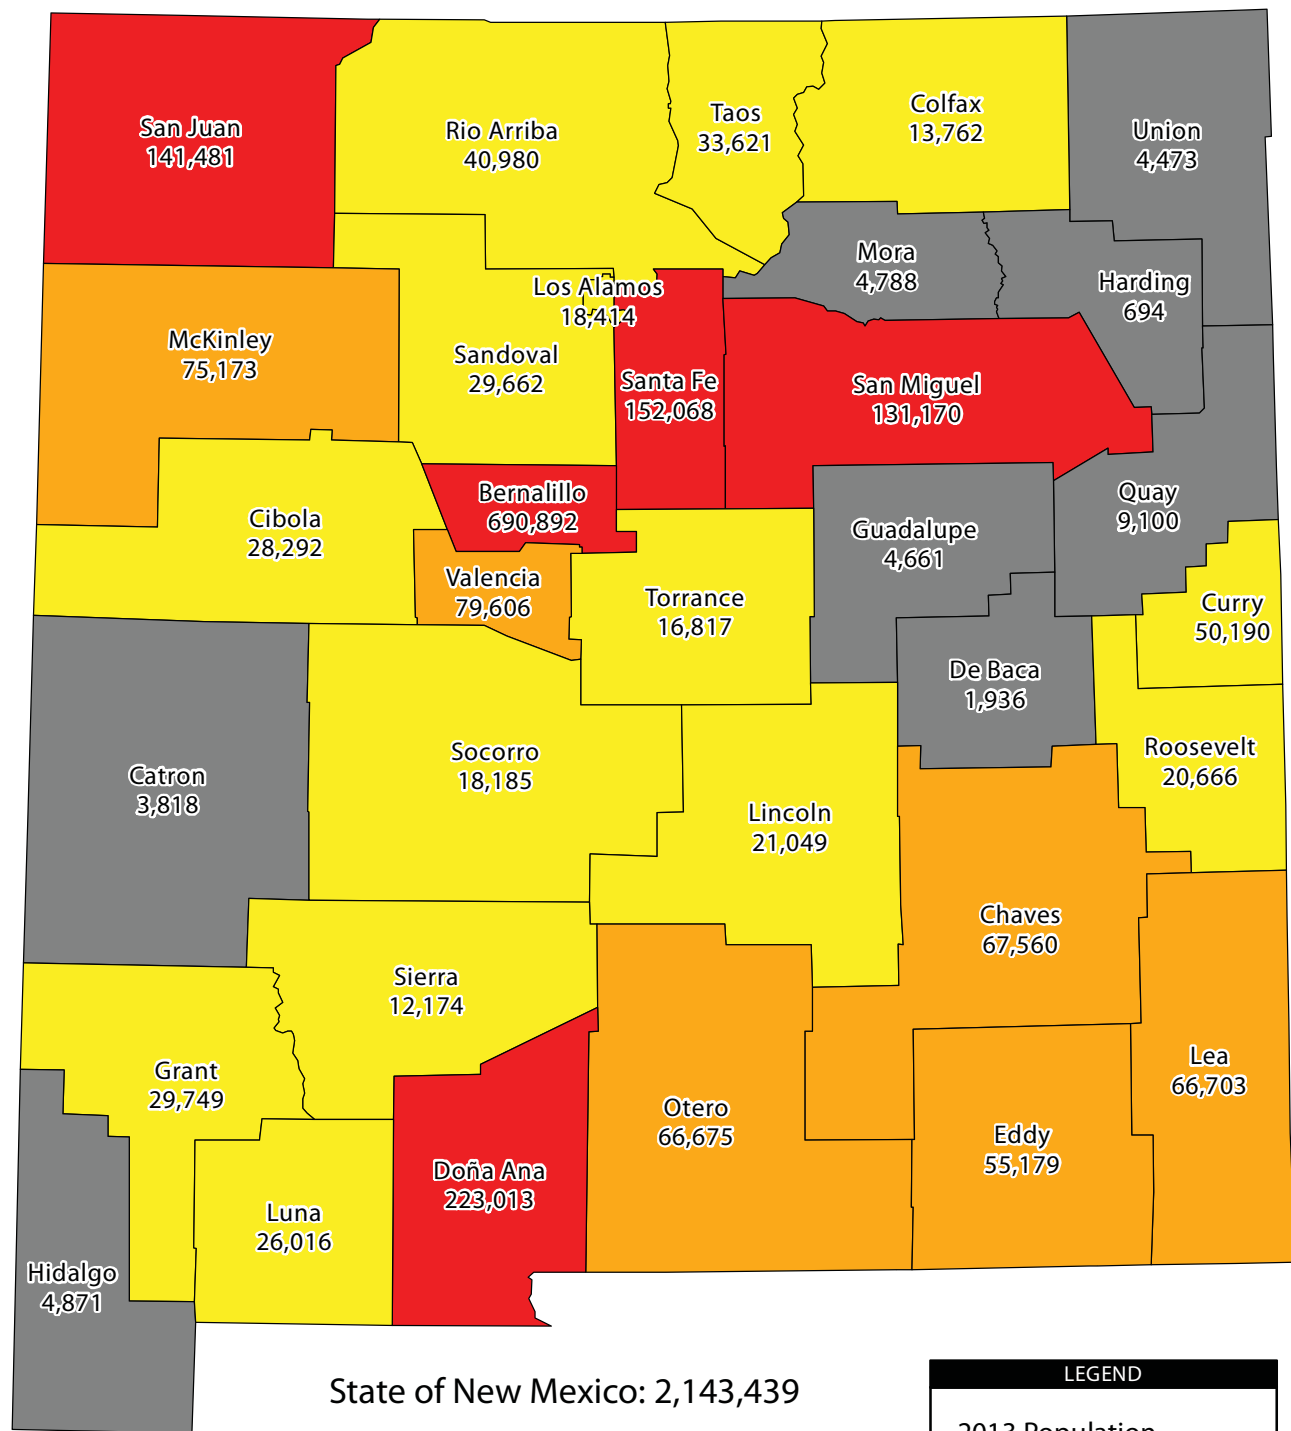 San Juan
141,481
Rio Arriba
40,980
Taos
33,621
Colfax
13,762
Union
4,473
Mora
4,788
Harding
694
Los Alamos
18,414
McKinley
75,173
Sandoval
29,662
Santa Fe
152,068
San Miguel
131,170
Bernalillo
690,892
Quay
9,100
Cibola
28,292
Guadalupe
4,661
Valencia
79,606
Torrance
16,817
Curry
50,190
De Baca
1,936
Roosevelt
20,666
Socorro
18,185
Catron
3,818
Lincoln
21,049
Chaves
67,560
Sierra
12,174
Grant
29,749
Lea
66,703
Otero
66,675
Eddy
55,179
Doña Ana
223,013
Luna
26,016
Hidalgo
4,871
State of New Mexico: 2,143,439
LEGEND
2013 Population